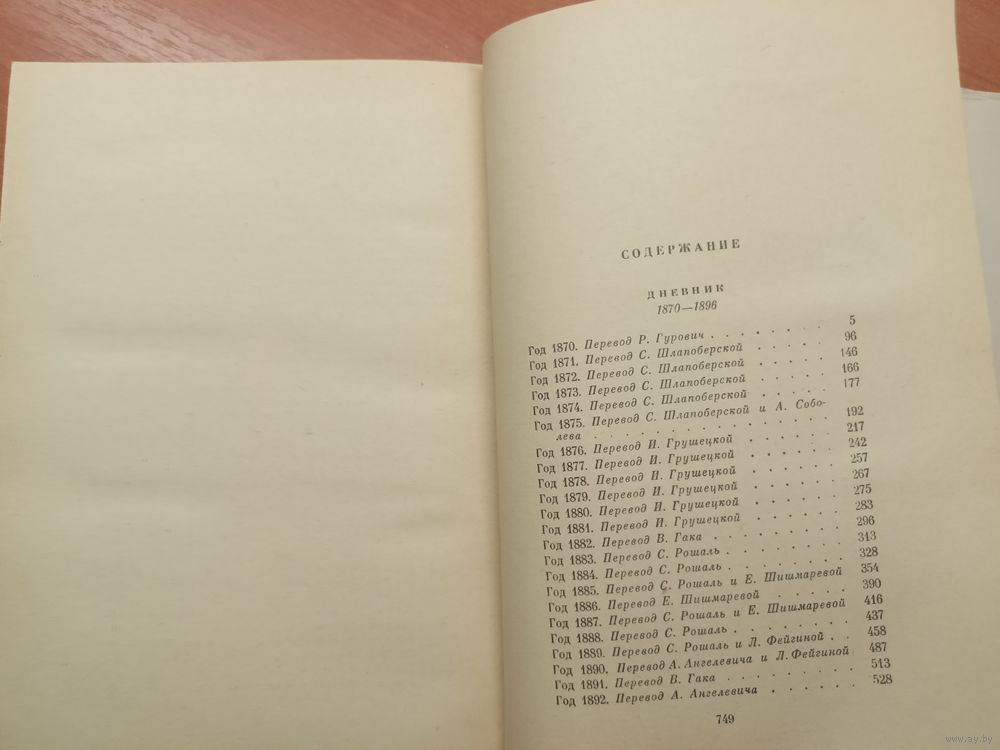 СОДЕРЖАНИЕ
ДНЕВНИК
1870—1896
Год 1870. Перевод Р. Гурович . . . . . . . . 5
Год 1871. Перевод С. Шлапоберской . . . . . 96
Год 1872. Перевод С. Шлапоберской . . . . . 146
Год 1873. Перевод С. Шлапоберской . . . . . 166
Год 1874. Перевод С. Шлапоберской . . . . . 177
Год 1875. Перевод С. Шлапоберской и А. Собо-
лева . . . . . . . . . . . . . . 192
Год 1876. Перевод И. Грушецкой . . . . . . 217
Год 1877. Перевод И. Грушецкой . . . . . . 242
Год 1878. Перевод И. Грушецкой . . . . . . 257
Год 1879. Перевод И. Грушецкой . . . . . . 267
Год 1880. Перевод И. Грушецкой . . . . . . 275
Год 1881. Перевод И. Грушецкой . . . . . . 283
Год 1882. Перевод В. Гака . . . . . . . . 296
Год 1883. Перевод С. Рошаль . . . . . . . 313
Год 1884. Перевод С. Рошаль . . . . . . . 328
Год 1885. Перевод С. Рошаль и Е. Шишмаревой 354
Год 1886. Перевод Е. Шишмаревой . . . . . 390
Год 1887. Перевод С. Рошаль и Е. Шишмаревой 416
Год 1888. Перевод С. Рошаль . . . . . . . 437
Год 1889. Перевод С. Рошаль и Л. Фейгиной . . 458
Год 1890. Перевод А. Ангелевича и Л. Фейгиной 487
Год 1891. Перевод В. Гака . . . . . . . . 513
Год 1892. Перевод А. Ангелевича . . . . . . 528
749
www.ay.by